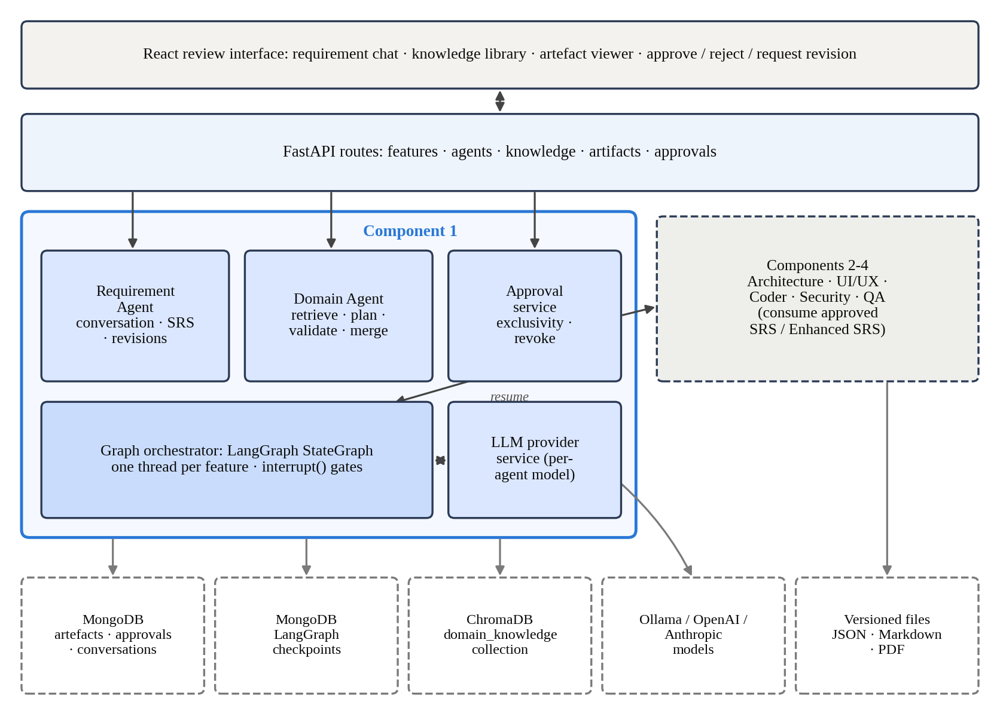 React review interface: requirement chat · knowledge library · artefact viewer · approve / reject / request revision
FastAPI routes: features · agents · knowledge · artifacts · approvals
Component 1
Requirement
Agent
conversation · SRS
· revisions
Domain Agent
retrieve · plan ·
validate · merge
Approval
service
exclusivity ·
revoke
Components 2-4
Architecture · UI/UX ·
Coder · Security · QA
(consume approved
SRS / Enhanced SRS)
resume
Graph orchestrator: LangGraph StateGraph
one thread per feature · interrupt() gates
LLM provider
service (per-
agent model)
MongoDB
artefacts · approvals
· conversations
MongoDB
LangGraph
checkpoints
ChromaDB
domain_knowledge
collection
Ollama / OpenAI /
Anthropic
models
Versioned files
JSON · Markdown
· PDF